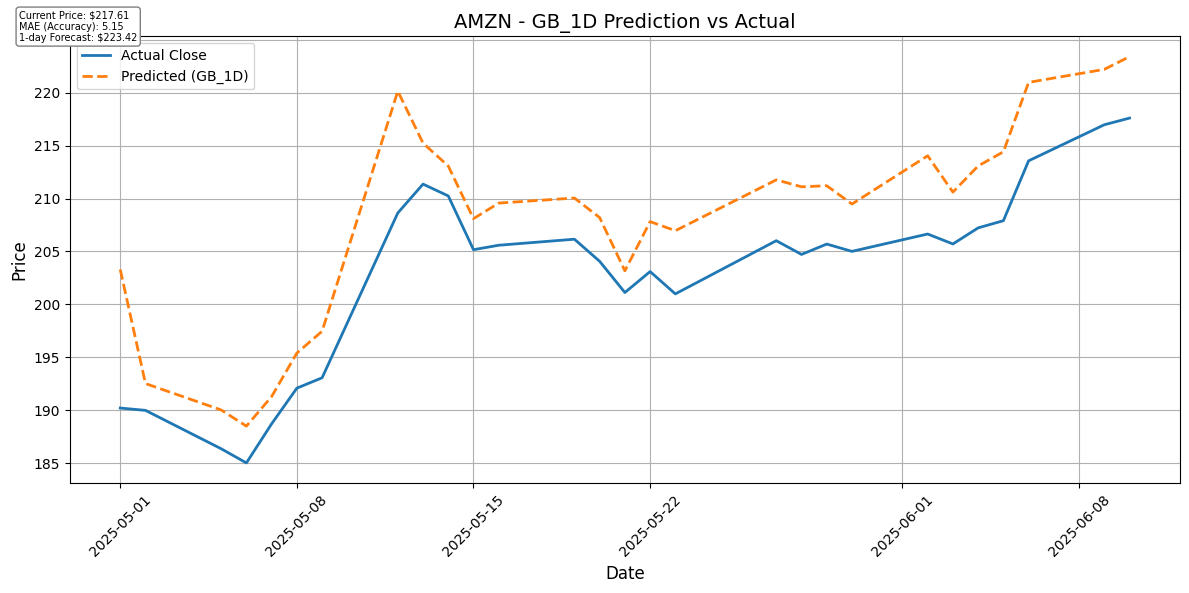 Current Price: $217.61
MAE (Accuracy): 5.15
1-day Forecast: $223.42
AMZN - GB_1D Prediction vs Actual
Actual Close
Predicted (GB_1D)
Price
220
215
210
205
200
195
190
185
2025-05-01
2025-05-08
2025-05-15
2025-05-22
2025-06-01
2025-06-08
Date